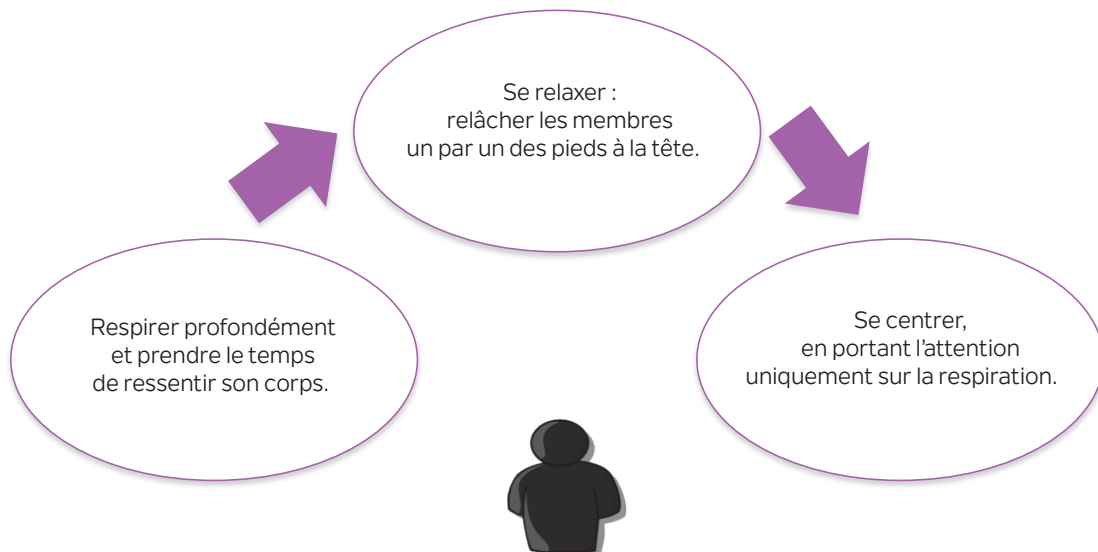 Respirer profondément
et prendre le temps
de ressentir son corps.
Se relaxer :
relâcher les membres
un par un des pieds à la tête.
Se centrer,
en portant l’attention
uniquement sur la respiration.